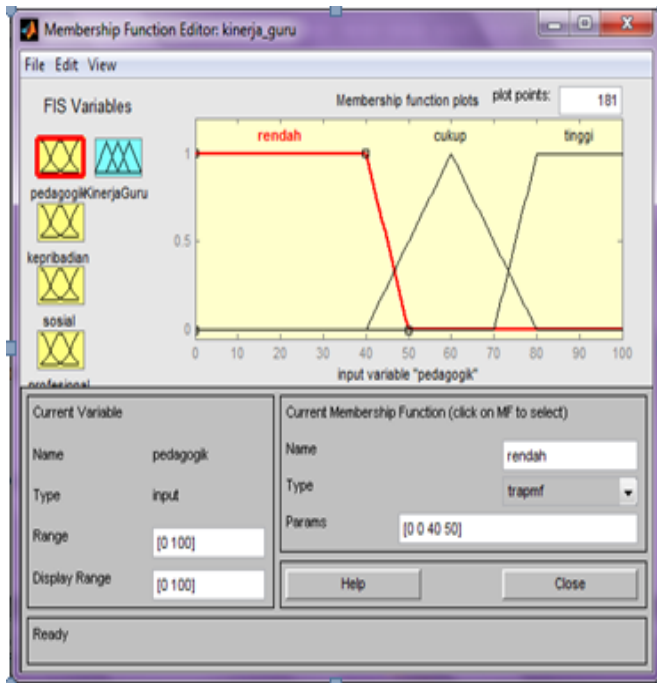 Membership Function Editor: kinerja_guru
File Edit View
FIS Variables
Membership function plots plot points: 181
pedagogik KinerjaGuru
kepribadian
sosial
profesional
rendah cukup tinggi
1
0.5
0
0 10 20 30 40 50 60 70 80 90 100
input variable "pedagogik"
Current Variable
Name pedagogik
Type input
Range [0 100]
Display Range [0 100]
Current Membership Function (click on MF to select)
Name rendah
Type trapmf
Params [0 0 40 50]
Help Close
Ready